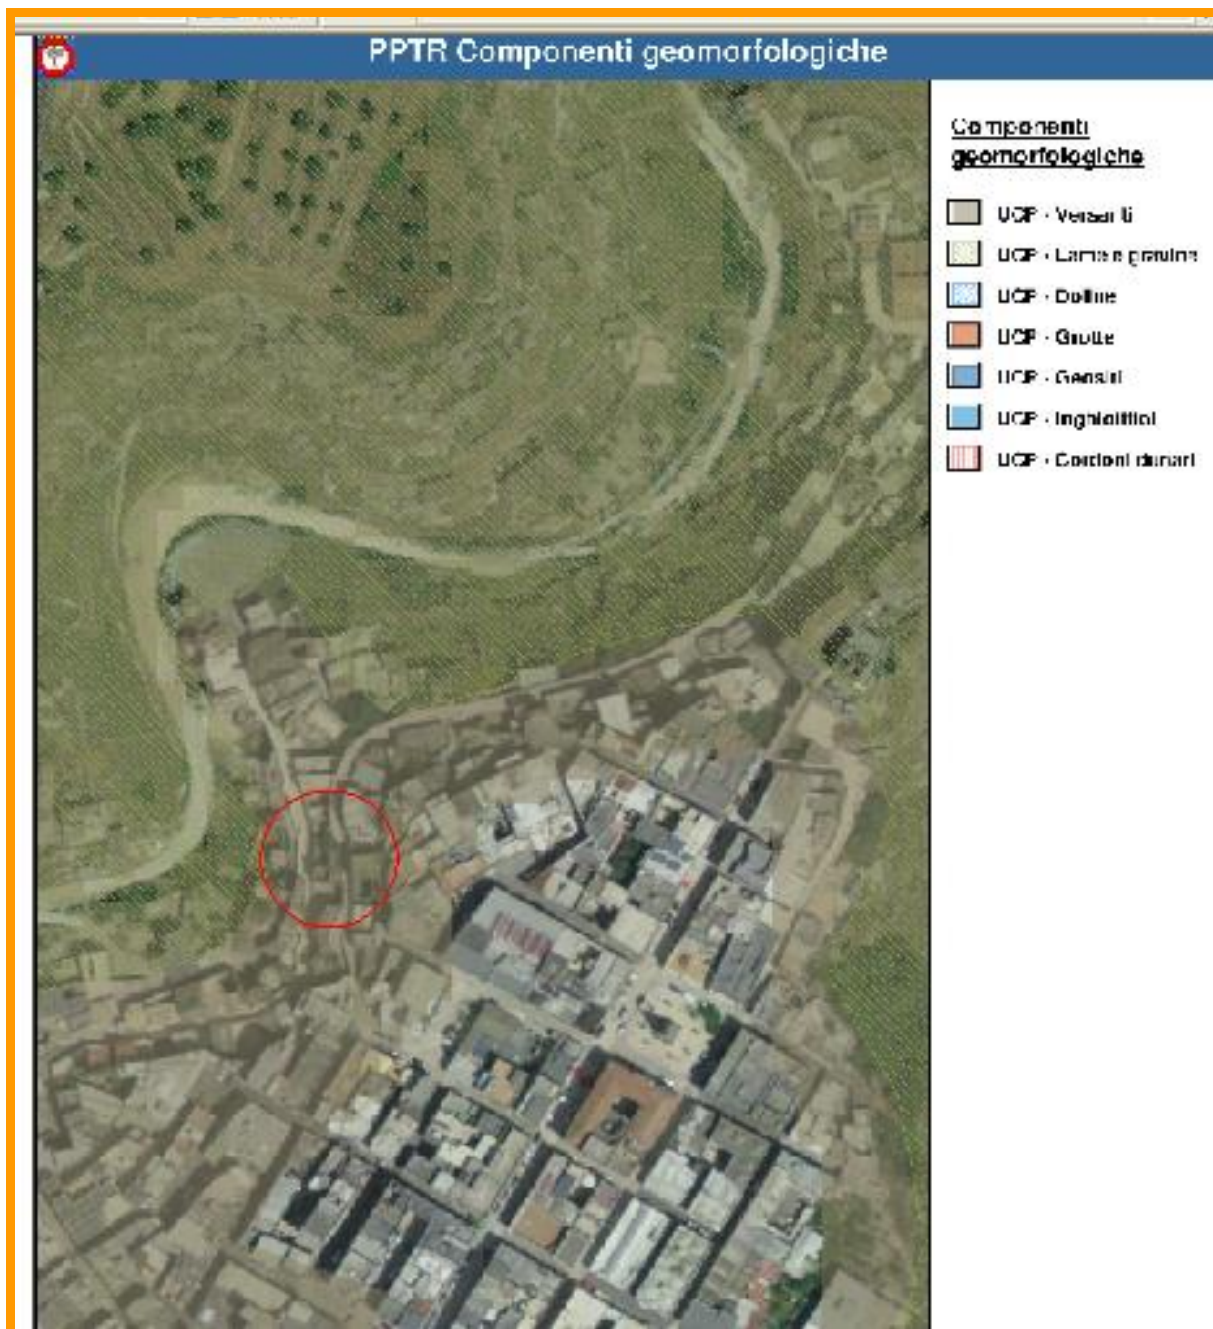 PPTR Componenti geomorfologiche
Componenti
geomorfologiche
UCP - Versanti
UCP - Lame e gravine
UCP - Doline
UCP - Grotte
UCP - Geositi
UCP - Inghiottitoi
UCP - Cordoni dunari